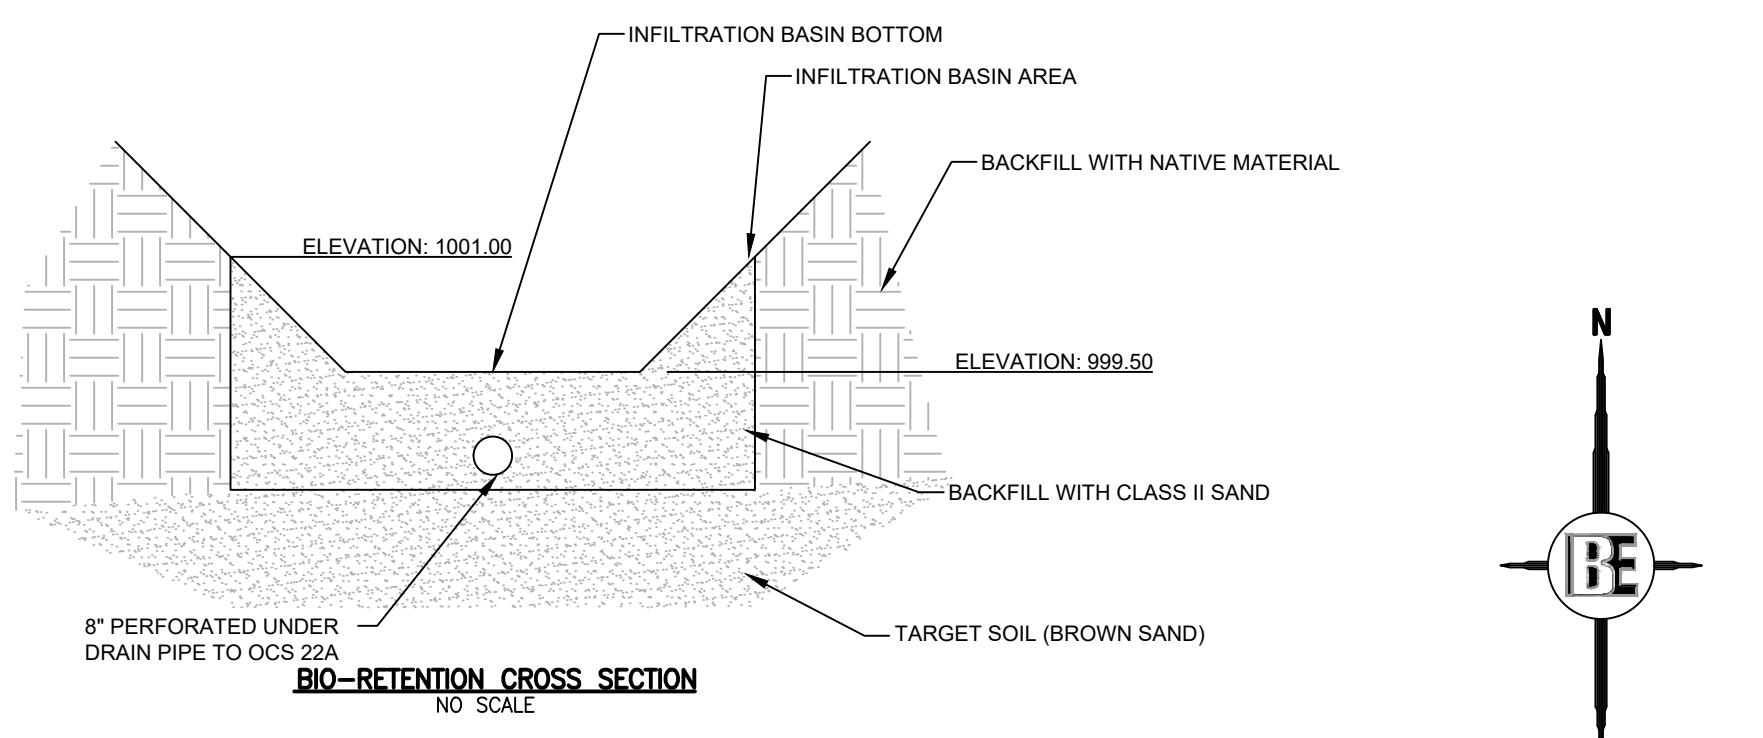 INFILTRATION BASIN BOTTOM
INFILTRATION BASIN AREA
BACKFILL WITH NATIVE MATERIAL
ELEVATION: 1001.00
N
ELEVATION: 999.50
BACKFILL WITH CLASS II SAND
BE
8" PERFORATED UNDER
DRAIN PIPE TO OCS 22A
TARGET SOIL (BROWN SAND)
BIO-RETENTION CROSS SECTION
NO SCALE